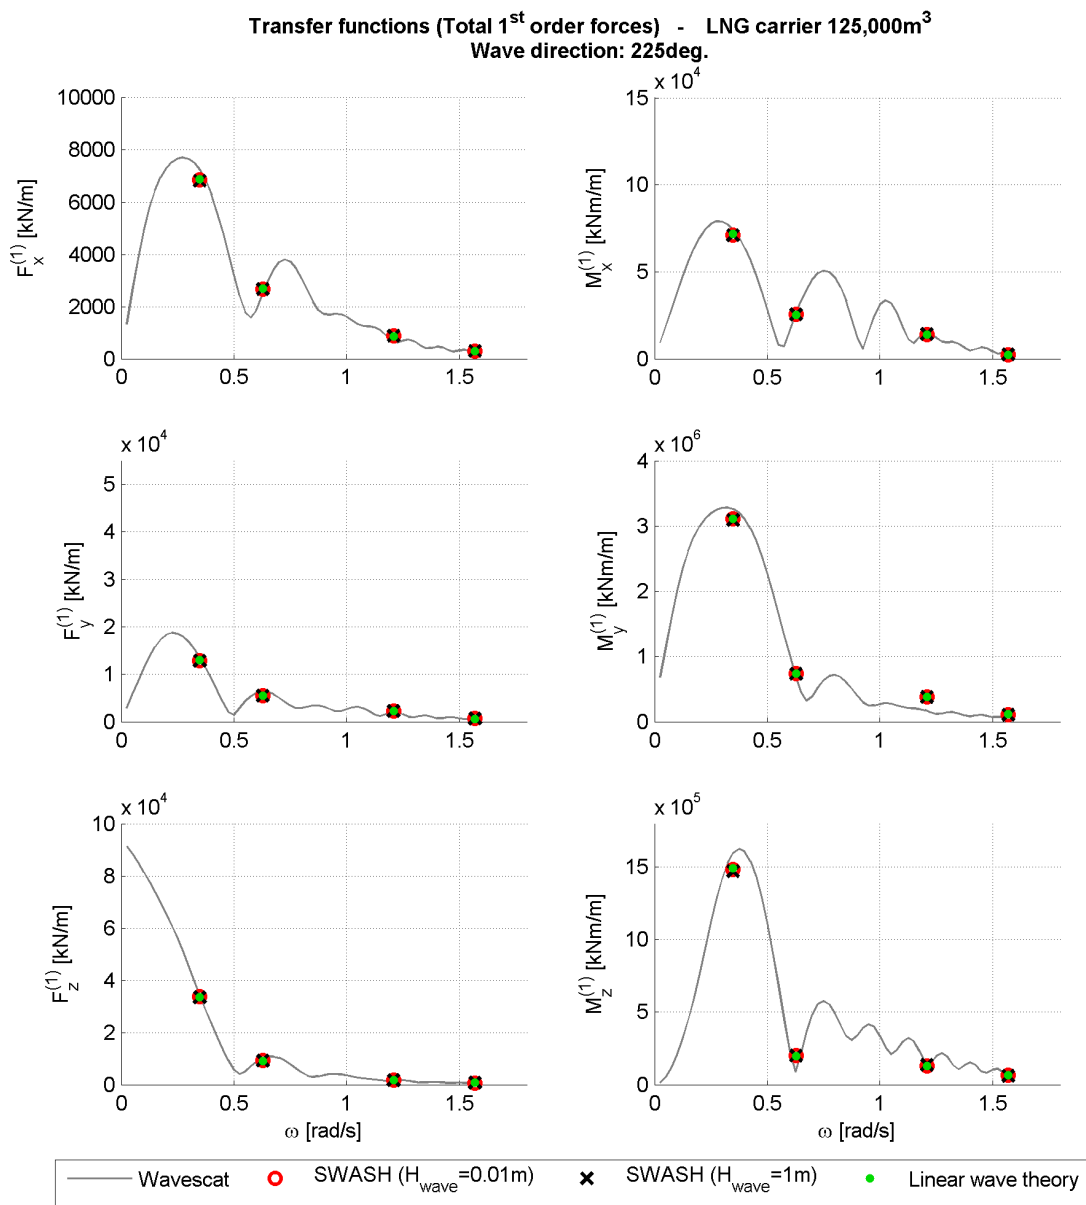 Transfer functions (Total 1st order forces) - LNG carrier 125,000m3
Wave direction: 225deg.
Fx(1) [kN/m]
10000
8000
6000
4000
2000
0
0 0.5 1 1.5
x 10^4
Mx(1) [kNm/m]
15
10
5
0
0 0.5 1 1.5
x 10^4
Fy(1) [kN/m]
5
4
3
2
1
0
0 0.5 1 1.5
x 10^6
My(1) [kNm/m]
4
3
2
1
0
0 0.5 1 1.5
x 10^4
Fz(1) [kN/m]
10
8
6
4
2
0
0 0.5 1 1.5
ω [rad/s]
x 10^5
Mz(1) [kNm/m]
15
10
5
0
0 0.5 1 1.5
ω [rad/s]
Wavescat SWASH (Hwave=0.01m) SWASH (Hwave=1m) Linear wave theory